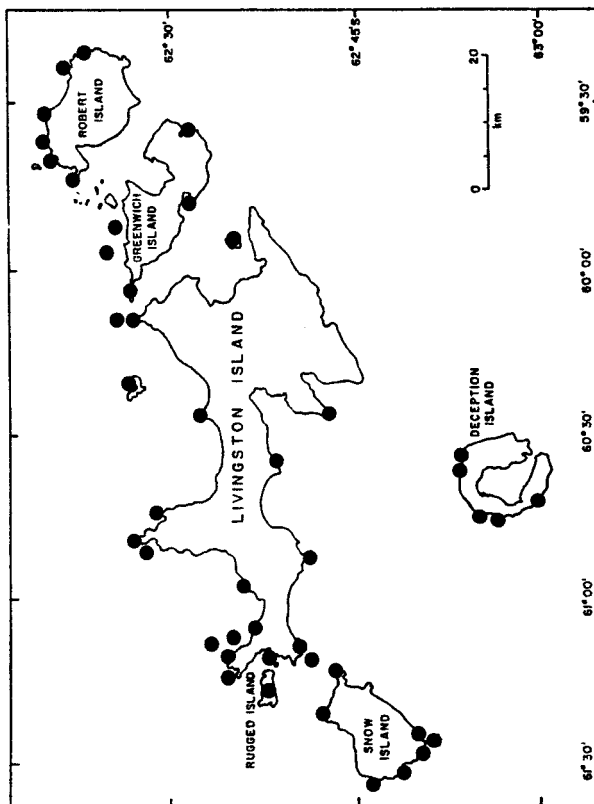 62° 30'
62° 45'S
63° 00'
59° 30'
60° 00'
60° 30'
61° 00'
61° 30'
20
km
0
ROBERT
ISLAND
GREENWICH
ISLAND
LIVINGSTON ISLAND
DECEPTION
ISLAND
RUGGED ISLAND
SNOW
ISLAND